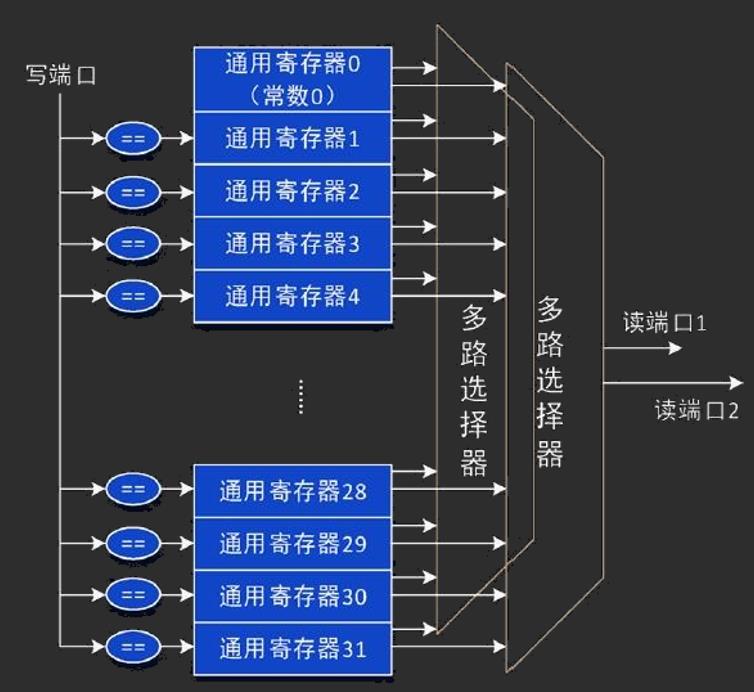 写端口
通用寄存器0
（常数0）
==
通用寄存器1
==
通用寄存器2
==
通用寄存器3
==
通用寄存器4
······
==
通用寄存器28
==
通用寄存器29
==
通用寄存器30
==
通用寄存器31
多路选择器
多路选择器
读端口1
读端口2